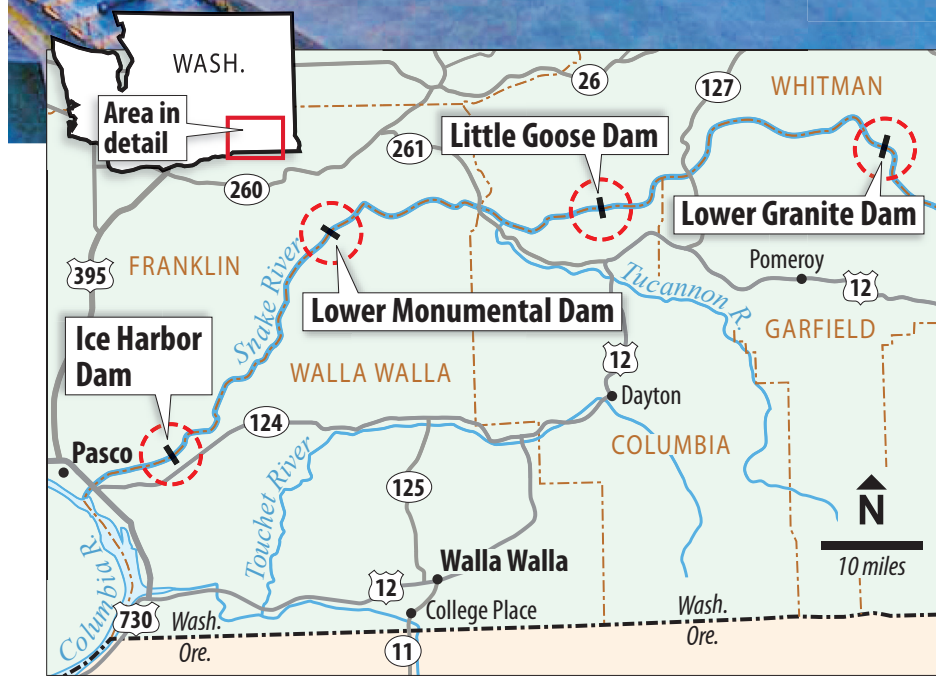 WASH.
Area in
detail
26
127
WHITMAN
Little Goose Dam
261
260
Lower Granite Dam
395
FRANKLIN
Snake River
Lower Monumental Dam
Tucannon R.
Pomeroy
12
GARFIELD
Ice Harbor
Dam
WALLA WALLA
12
Dayton
124
COLUMBIA
Pasco
Touchet River
125
N
10 miles
Columbia R.
Walla Walla
12
College Place
730
Wash.
Ore.
Wash.
Ore.
11